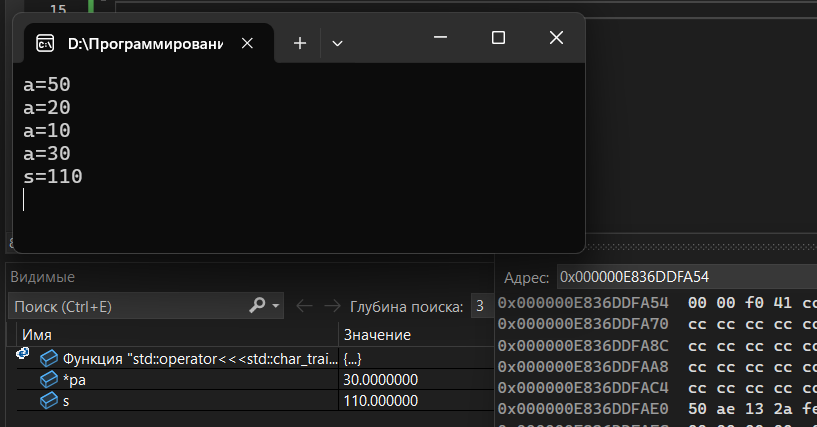 15
D:\Программировани
a=50
a=20
a=10
a=30
s=110
Видимые
Поиск (Ctrl+E)
Глубина поиска: 3
Имя Значение
Функция "std::operator<<<std::char_trai... {...}
*pa 30.0000000
s 110.000000
Адрес: 0x000000E836DDFA54
0x000000E836DDFA54 00 00 f0 41 cc
0x000000E836DDFA70 cc cc cc cc cc
0x000000E836DDFA8C cc cc cc cc cc
0x000000E836DDFAA8 cc cc cc cc cc
0x000000E836DDFAC4 cc cc cc cc cc
0x000000E836DDFAE0 50 ae 13 2a fe